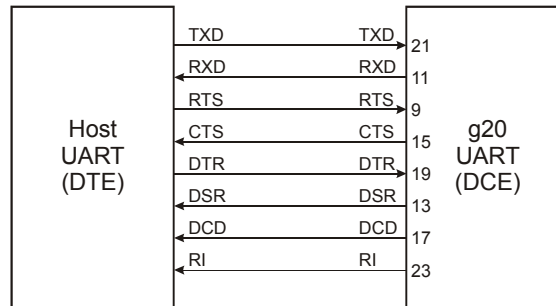 TXD TXD 21
RXD RXD 11
RTS RTS 9
Host
UART
(DTE)
CTS CTS 15
g20
UART
(DCE)
DTR DTR 19
DSR DSR 13
DCD DCD 17
RI RI 23